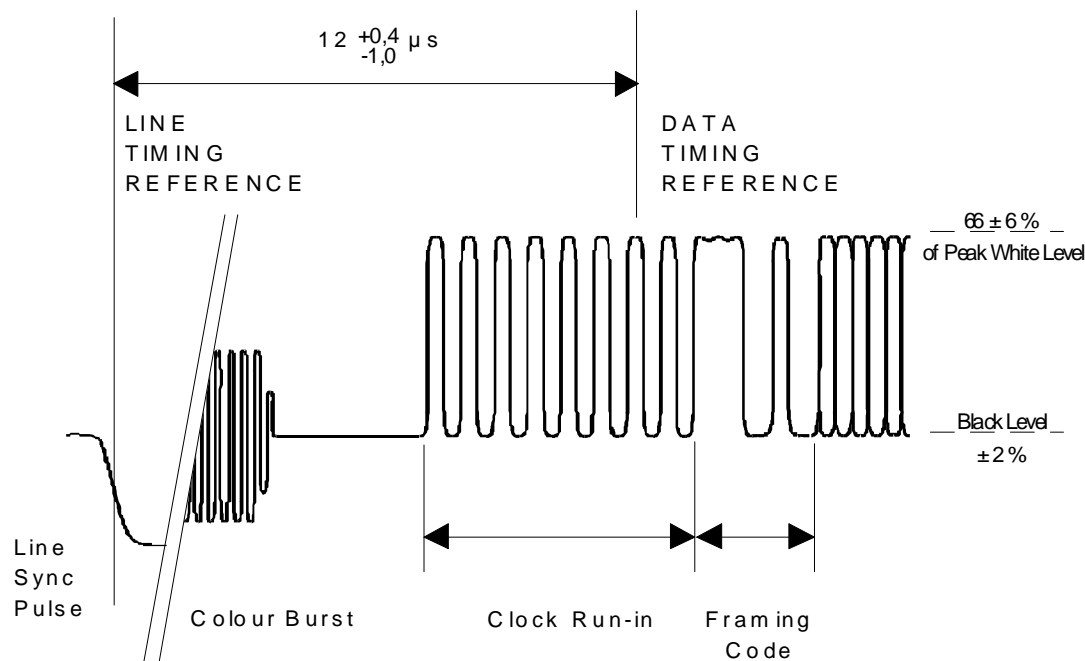 12 +0,4 -1,0 µs
LINE
TIMING
REFERENCE
DATA
TIMING
REFERENCE
66 ± 6 %
of Peak White Level
Black Level
± 2 %
Line
Sync
Pulse
Colour Burst
Clock Run-in
Framing
Code